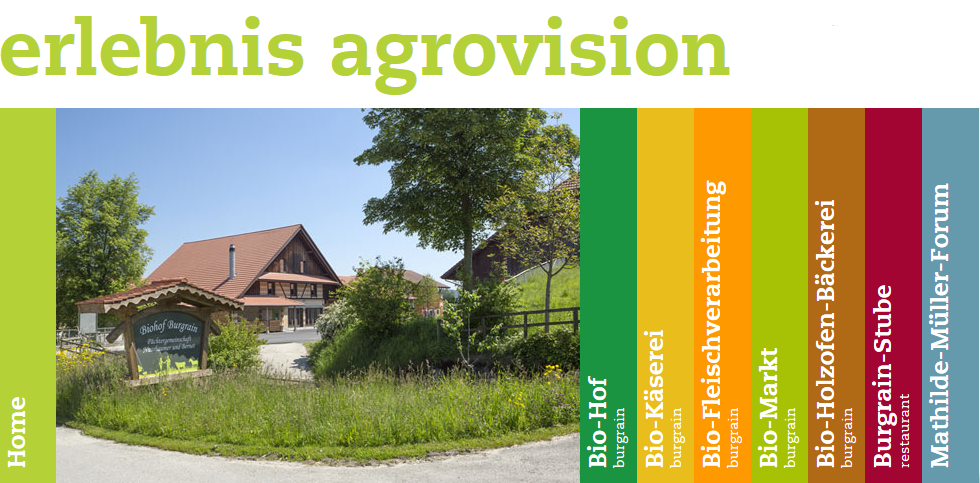 erlebnis agrovision
Home
Biohof Burgrain
Pächtergemeinschaft
Bio-Hof
burgrain
Bio-Käserei
burgrain
Bio-Fleischverarbeitung
burgrain
Bio-Markt
burgrain
Bio-Holzofen-Bäckerei
burgrain
Burgrain-Stube
restaurant
Mathilde-Müller-Forum